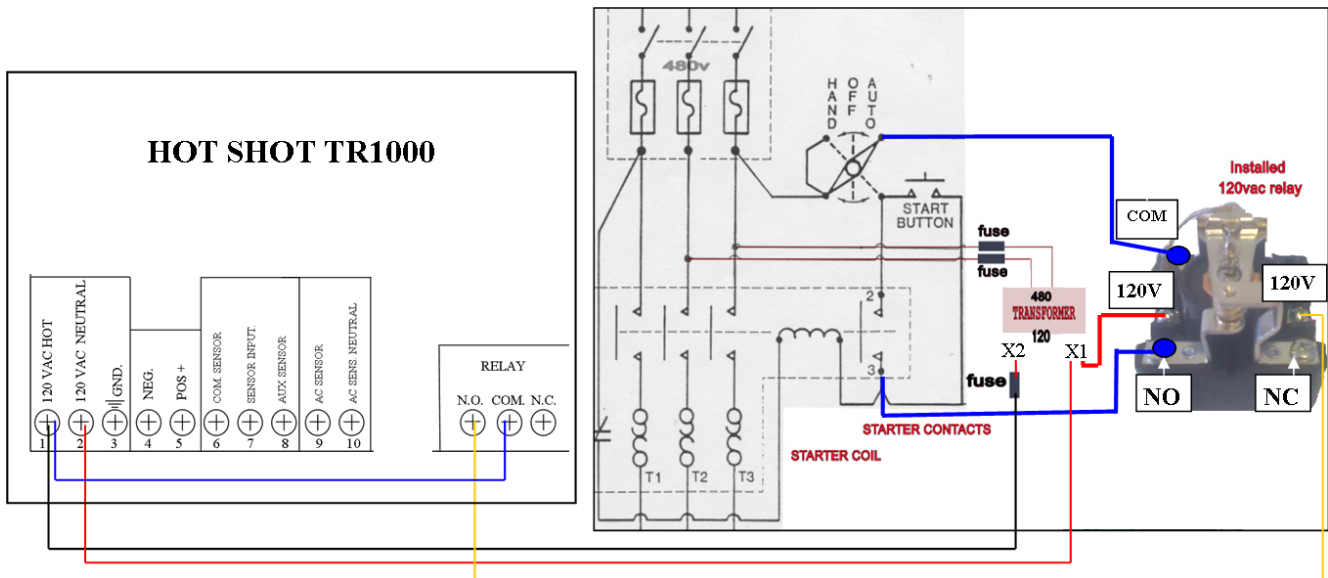 HOT SHOT TR1000
120 VAC HOT
120 VAC NEUTRAL
GND.
NEG.
POS +
COM. SENSOR
SENSOR INPUT
AUX SENSOR
AC SENSOR
AC SENS. NEUTRAL
1
2
3
4
5
6
7
8
9
10
RELAY
N.O.
COM.
N.C.
480v
HAND
OFF
AUTO
START
BUTTON
fuse
fuse
480
TRANSFORMER
120
X2
X1
fuse
2
3
STARTER CONTACTS
STARTER COIL
T1
T2
T3
Installed
120vac relay
COM
120V
120V
NO
NC